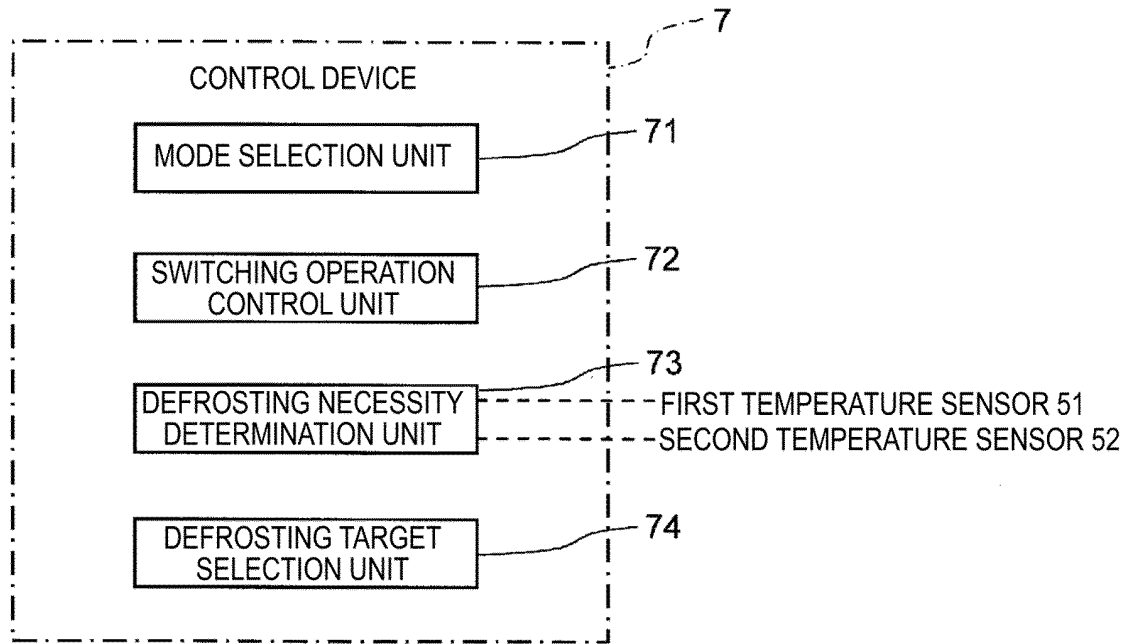 7
CONTROL DEVICE
MODE SELECTION UNIT
71
SWITCHING OPERATION
CONTROL UNIT
72
DEFROSTING NECESSITY
DETERMINATION UNIT
73
FIRST TEMPERATURE SENSOR 51
SECOND TEMPERATURE SENSOR 52
DEFROSTING TARGET
SELECTION UNIT
74